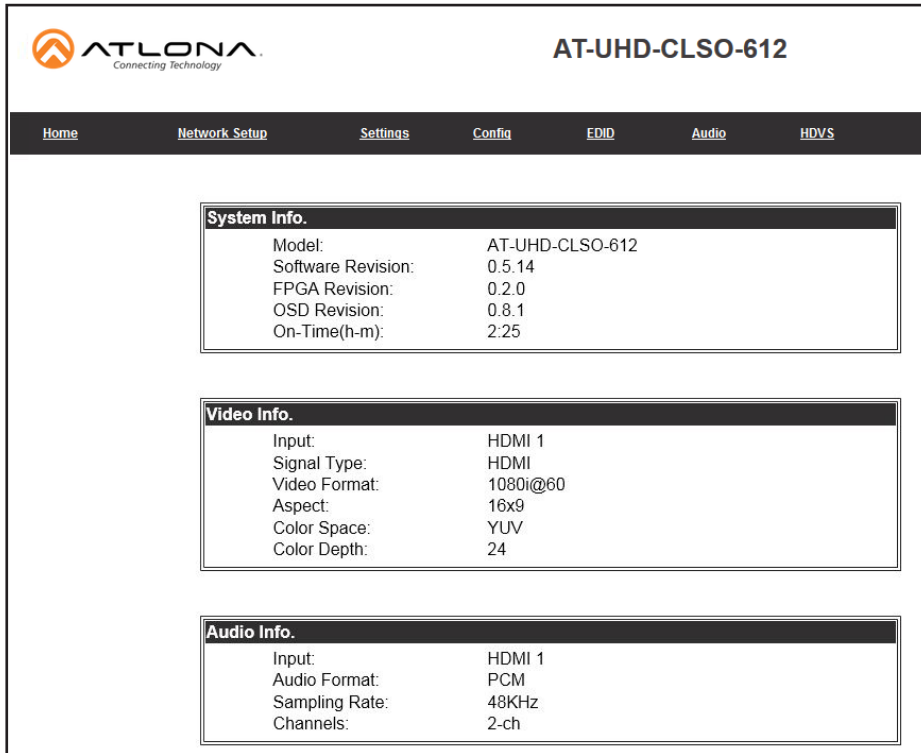 ATLONA.
Connecting Technology
AT-UHD-CLSO-612
Home Network Setup Settings Config EDID Audio HDVS
System Info.
Model: AT-UHD-CLSO-612
Software Revision: 0.5.14
FPGA Revision: 0.2.0
OSD Revision: 0.8.1
On-Time(h-m): 2:25
Video Info.
Input: HDMI 1
Signal Type: HDMI
Video Format: 1080i@60
Aspect: 16x9
Color Space: YUV
Color Depth: 24
Audio Info.
Input: HDMI 1
Audio Format: PCM
Sampling Rate: 48KHz
Channels: 2-ch